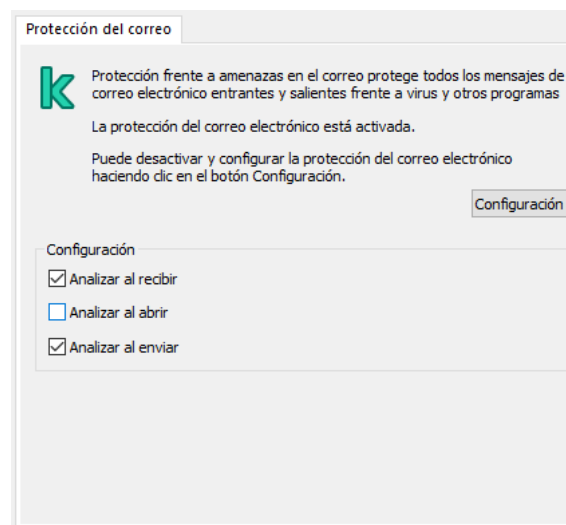 Protección del correo
Protección frente a amenazas en el correo protege todos los mensajes de
correo electrónico entrantes y salientes frente a virus y otros programas
La protección del correo electrónico está activada.
Puede desactivar y configurar la protección del correo electrónico
haciendo clic en el botón Configuración.
Configuración
Configuración
Analizar al recibir
Analizar al abrir
Analizar al enviar